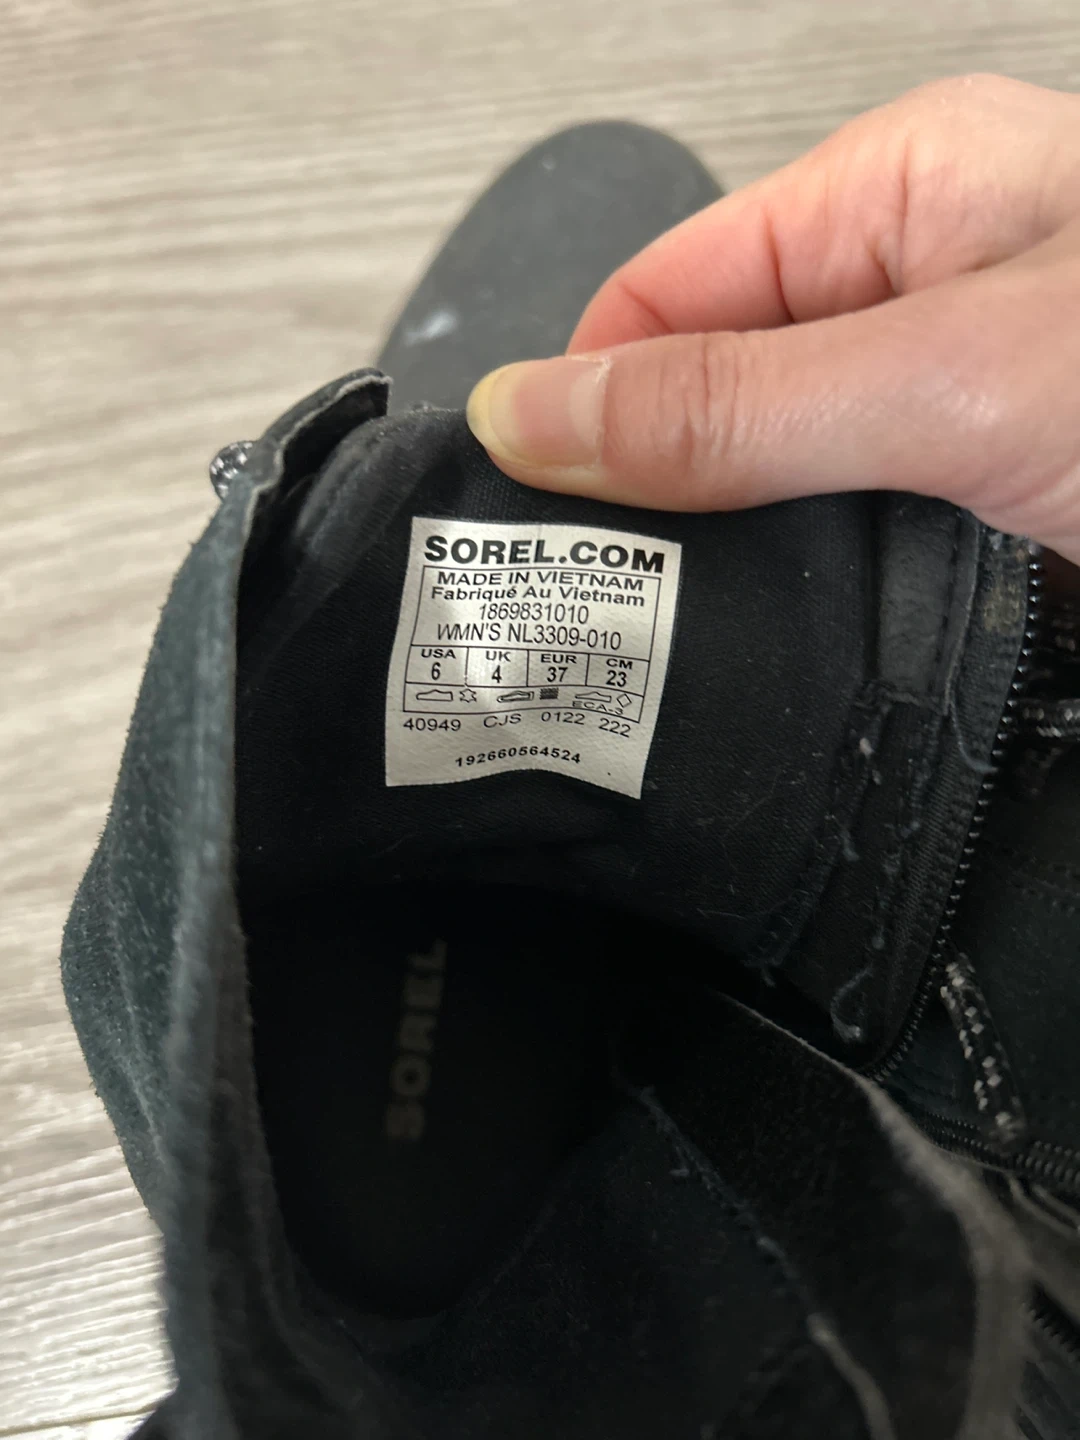 SOREL.COM
MADE IN VIETNAM
Fabriqué Au Vietnam
1869831010
WMN'S NL3309-010
USA UK EUR CM
6 4 37 23
ECA-3
40949 CJS 0122 222
192660564524
SOREL